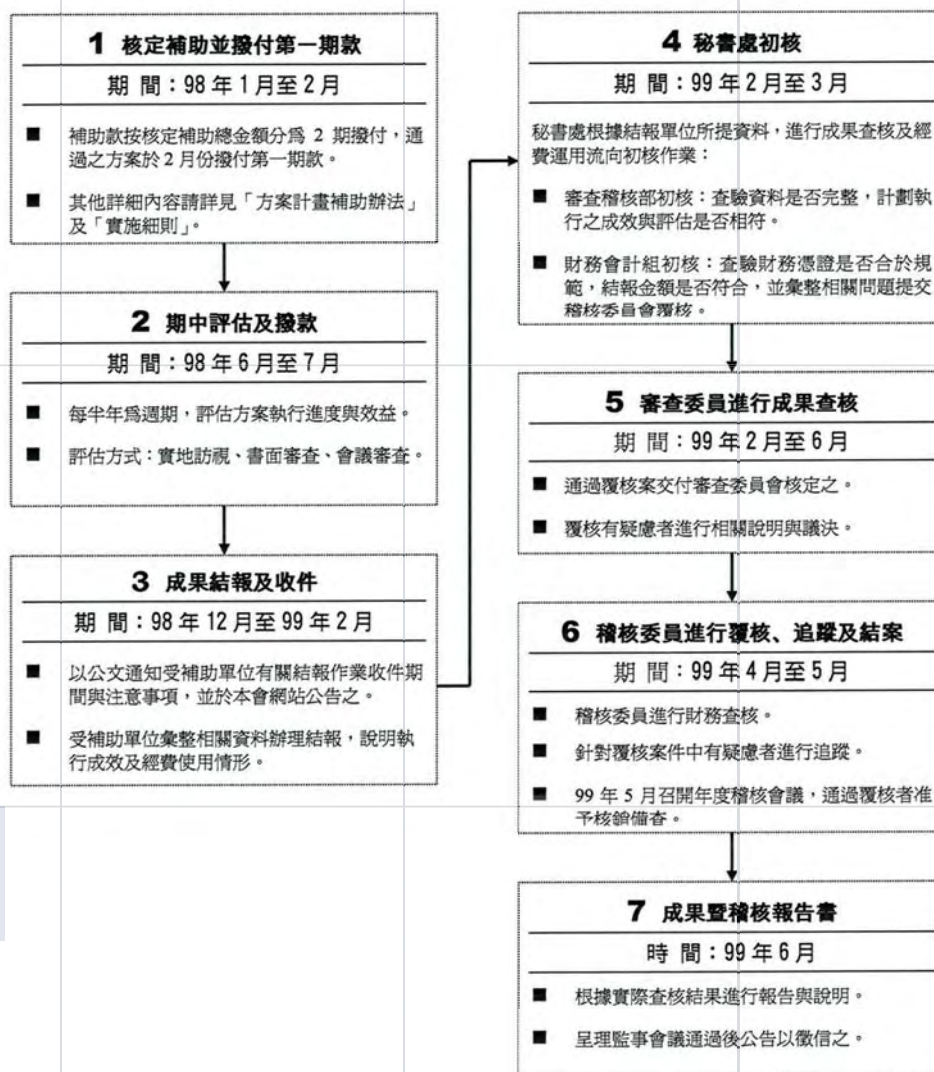 1 核定補助並撥付第一期款
期 間：98 年 1 月至 2 月
■ 補助款按核定補助總金額分為 2 期撥付，通
過之方案於 2 月份撥付第一期款。
■ 其他詳細內容請詳見「方案計畫補助辦法」
及「實施細則」。
2 期中評估及撥款
期 間：98 年 6 月至 7 月
■ 每半年為週期，評估方案執行進度與效益。
■ 評估方式：實地訪視、書面審查、會議審查。
3 成果結報及收件
期 間：98 年 12 月至 99 年 2 月
■ 以公文通知受補助單位有關結報作業收件期
間與注意事項，並於本會網站公告之。
■ 受補助單位彙整相關資料辦理結報，說明執
行成效及經費使用情形。
4 秘書處初核
期 間：99 年 2 月至 3 月
秘書處根據結報單位所提資料，進行成果查核及經
費運用流向初核作業：
■ 審查稽核部初核：查驗資料是否完整，計劃執
行之成效與評估是否相符。
■ 財務會計組初核：查驗財務憑證是否合於規
範，結報金額是否符合，並彙整相關問題提交
稽核委員會覆核。
5 審查委員進行成果查核
期 間：99 年 2 月至 6 月
■ 通過覆核案交付審查委員會核定之。
■ 覆核有疑慮者進行相關說明與議決。
6 稽核委員進行覆核、追蹤及結案
期 間：99 年 4 月至 5 月
■ 稽核委員進行財務查核。
■ 針對覆核案件中有疑慮者進行追蹤。
■ 99 年 5 月召開年度稽核會議，通過覆核者准
予核銷備查。
7 成果暨稽核報告書
時 間：99 年 6 月
■ 根據實際查核結果進行報告與說明。
■ 呈理監事會議通過後公告以徵信之。